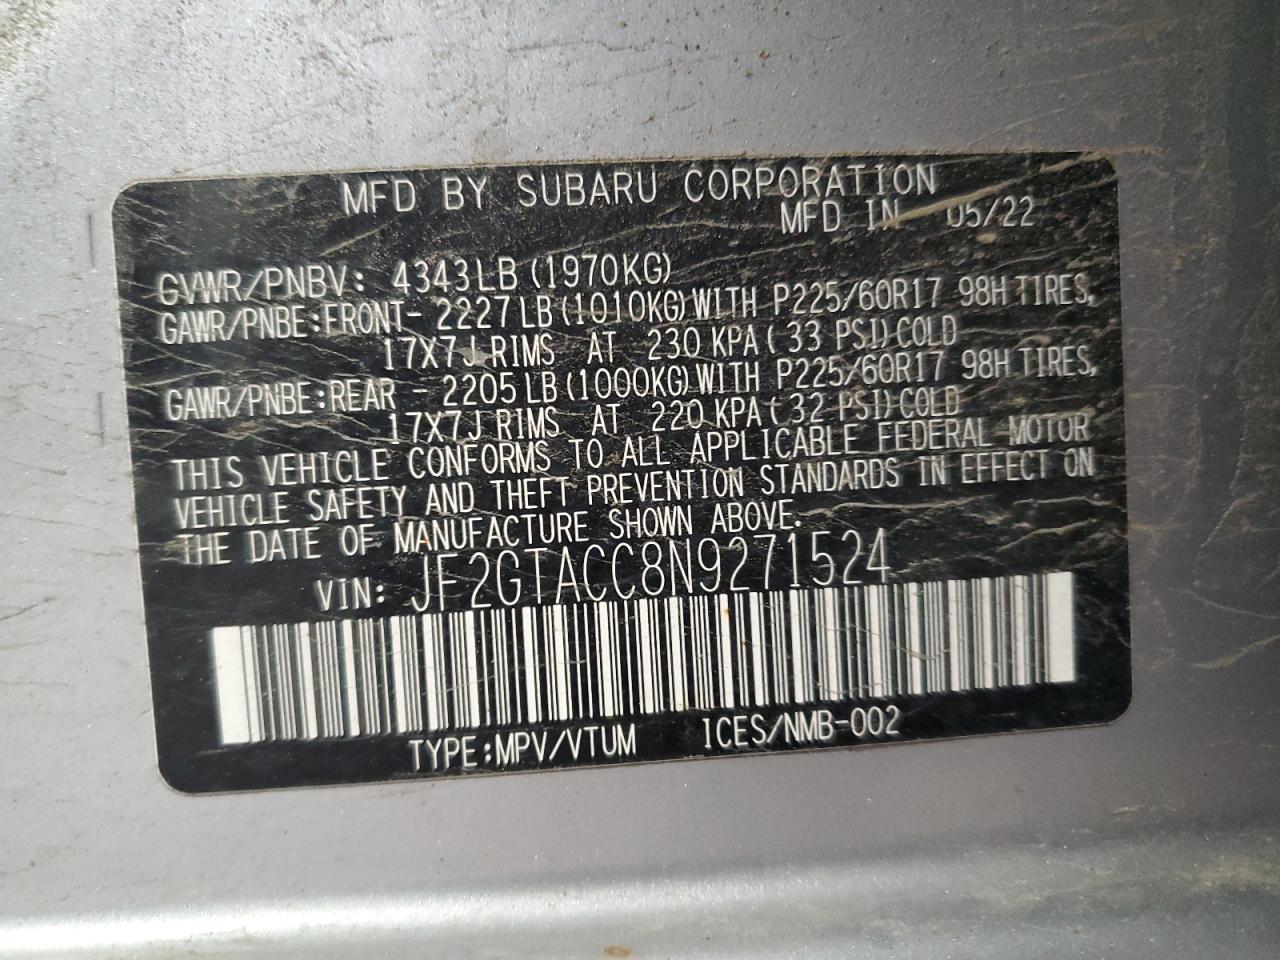 MFD BY SUBARU CORPORATION
MFD IN 05/22
GVWR/PNBV: 4343LB (1970KG)
GAWR/PNBE:FRONT- 2227LB (1010KG) WITH P225/60R17 98H TIRES,
17X7J RIMS AT 230 KPA ( 33 PSI) COLD
GAWR/PNBE:REAR - 2205LB (1000KG) WITH P225/60R17 98H TIRES,
17X7J RIMS AT 220 KPA ( 32 PSI) COLD
THIS VEHICLE CONFORMS TO ALL APPLICABLE FEDERAL MOTOR
VEHICLE SAFETY AND THEFT PREVENTION STANDARDS IN EFFECT ON
THE DATE OF MANUFACTURE SHOWN ABOVE.
VIN: JF2GTACC8N9271524
TYPE:MPV/VTUM ICES/NMB-002